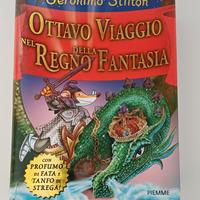 Geronimo Stilton
OTTAVO VIAGGIO
NEL REGNO DELLA FANTASIA
CON PROFUMO
DI FATA E
TANFO DI
STREGA!
PIEMME